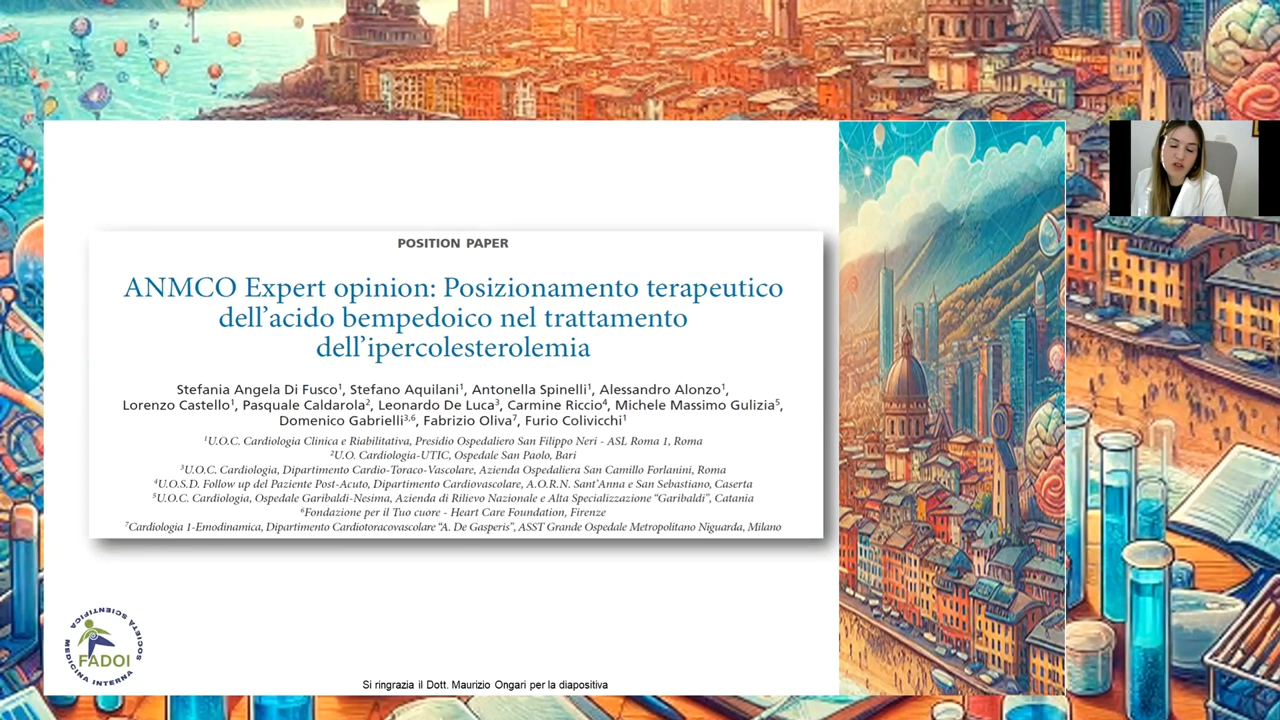 POSITION PAPER
ANMCO Expert opinion: Posizionamento terapeutico
dell’acido bempedoico nel trattamento
dell’ipercolesterolemia
Stefania Angela Di Fusco¹, Stefano Aquilani¹, Antonella Spinelli¹, Alessandro Alonzo¹,
Lorenzo Castello¹, Pasquale Caldarola², Leonardo De Luca³, Carmine Riccio⁴, Michele Massimo Gulizia⁵,
Domenico Gabrielli³,⁶, Fabrizio Oliva⁷, Furio Colivicchi¹
¹U.O.C. Cardiologia Clinica e Riabilitativa, Presidio Ospedaliero San Filippo Neri - ASL Roma 1, Roma
²U.O. Cardiologia-UTIC, Ospedale San Paolo, Bari
³U.O.C. Cardiologia, Dipartimento Cardio-Toraco-Vascolare, Azienda Ospedaliera San Camillo Forlanini, Roma
⁴U.O.S.D. Follow up del Paziente Post-Acuto, Dipartimento Cardiovascolare, A.O.R.N. Sant’Anna e San Sebastiano, Caserta
⁵U.O.C. Cardiologia, Ospedale Garibaldi-Nesima, Azienda di Rilievo Nazionale e Alta Specializzazione “Garibaldi”, Catania
⁶Fondazione per il Tuo cuore - Heart Care Foundation, Firenze
⁷Cardiologia 1-Emodinamica, Dipartimento Cardiotoracovascolare “A. De Gasperis”, ASST Grande Ospedale Metropolitano Niguarda, Milano
SOCIETÀ SCIENTIFICA
FADOI
MEDICINA INTERNA
Si ringrazia il Dott. Maurizio Ongari per la diapositiva